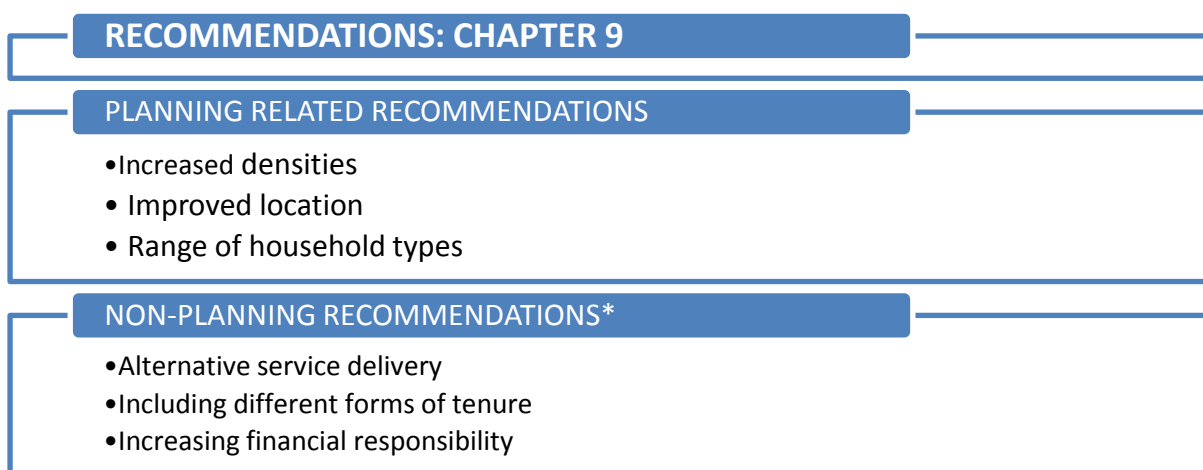 RECOMMENDATIONS: CHAPTER 9
PLANNING RELATED RECOMMENDATIONS
•Increased densities
• Improved location
• Range of household types
NON-PLANNING RECOMMENDATIONS*
•Alternative service delivery
•Including different forms of tenure
•Increasing financial responsibility